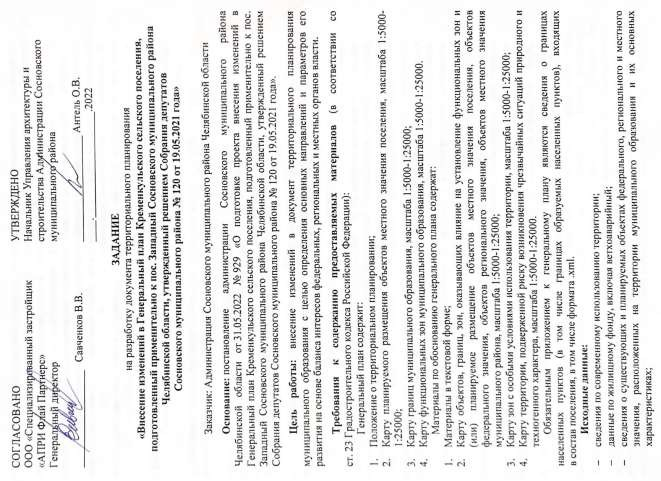 СОГЛАСОВАНО
ООО «Специализированный застройщик
«АПРИ Флай Плэнинг»
Генеральный директор
Савченков В.В.
УТВЕРЖДЕНО
Начальник Управления архитектуры и
строительства Администрации Сосновского
муниципального района
Антель О.В.
2022
ЗАДАНИЕ
на разработку документа территориального планирования
«Внесение изменений в Генеральный план Кременкульского сельского поселения,
подготовленный применительно к пос. Западный Сосновского муниципального района
Челябинской области, утвержденный решением Собрания депутатов
Сосновского муниципального района № 120 от 19.05.2021 года»
Заказчик: Администрация Сосновского муниципального района Челябинской области
Основание: постановление администрации Сосновского муниципального района
Челябинской области от 31.05.2022 № 929 «О подготовке проекта внесения изменений в
Генеральный план Кременкульского сельского поселения, подготовленный применительно к пос.
Западный Сосновского муниципального района Челябинской области, утвержденный решением
Собрания депутатов Сосновского муниципального района № 120 от 19.05.2021 года».
Цель работы: внесение изменений в документ территориального планирования
муниципального образования с целью определения основных направлений и параметров его
развития на основе баланса интересов федеральных, региональных и местных органов власти.
Требования к содержанию предоставляемых материалов (в соответствии со
ст. 23 Градостроительного кодекса Российской Федерации):
Генеральный план содержит:
1. Положение о территориальном планировании;
2. Карту планируемого размещения объектов местного значения поселения, масштаба 1:5000-
1:25000;
3. Карту границ муниципального образования, масштаба 1:5000-1:25000;
4. Карту функциональных зон муниципального образования, масштаба 1:5000-1:25000.
Материалы по обоснованию генерального плана содержат:
1. Материалы в текстовой форме;
2. Карту объектов, границ, зон, оказывающих влияние на установление функциональных зон и
(или) планируемое размещение объектов местного значения поселения, объектов
федерального значения, объектов регионального значения, объектов местного значения
муниципального района, масштаба 1:5000-1:25000;
3. Карту зон с особыми условиями использования территории, масштаба 1:5000-1:25000;
4. Карту территории, подверженной риску возникновения чрезвычайных ситуаций природного и
техногенного характера, масштаба 1:5000-1:25000.
Обязательным приложением к генеральному плану являются сведения о границах
населенных пунктов (в том числе границах образуемых населенных пунктов), входящих
в состав поселения, в том числе формата .xml.
Исходные данные:
– сведения по современному использованию территории;
– данные по жилищному фонду, включая ветхоаварийный;
– сведения о существующих и планируемых объектах федерального, регионального и местного
значения, расположенных на территории муниципального образования и их основных
характеристиках;